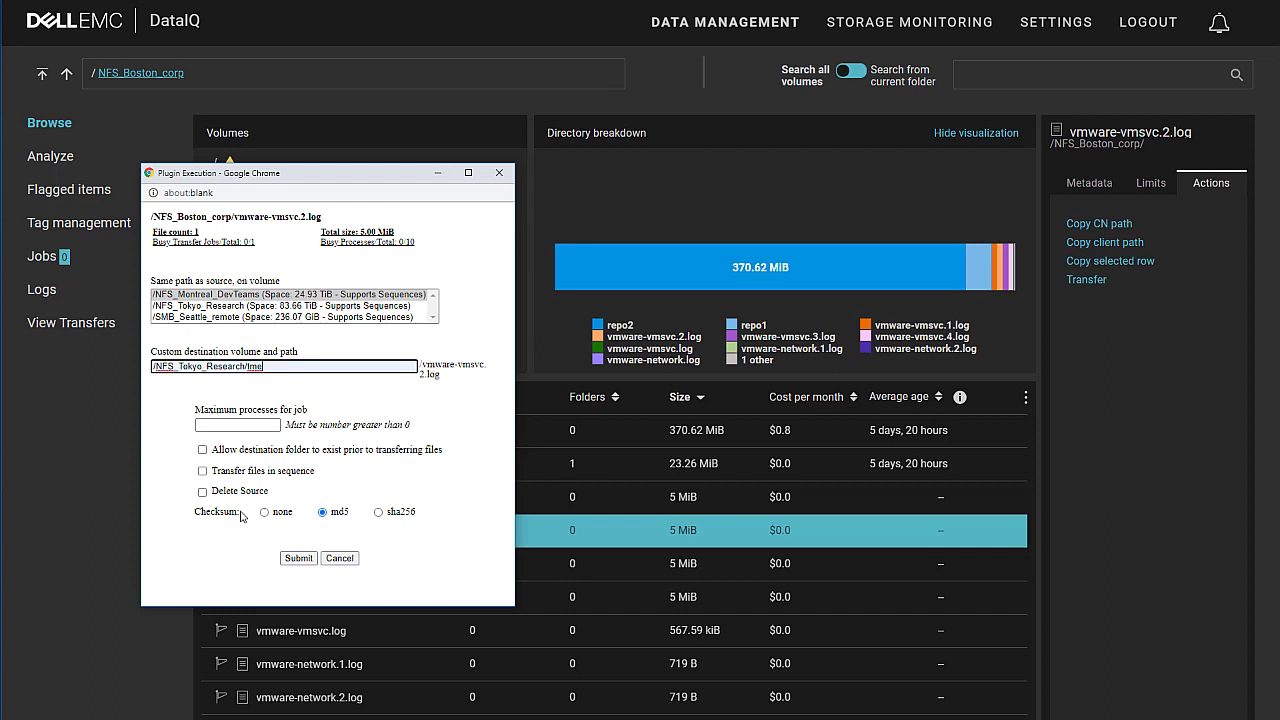 DELLEMC DataIQ
DATA MANAGEMENT STORAGE MONITORING SETTINGS LOGOUT
/ NFS_Boston_corp
Search all volumes
Search from current folder
Browse
Analyze
Flagged items
Tag management
Jobs 0
Logs
View Transfers
Volumes
/
Plugin Execution - Google Chrome
about:blank
/NFS_Boston_corp/vmware-vmsvc.2.log
File count: 1 Total size: 5.00 MiB
Busy Transfer Jobs/Total: 0/1 Busy Processes/Total: 0/10
Same path as source, on volume
/NFS_Montreal_DevTeams (Space: 24.93 TiB - Supports Sequences)
/NFS_Tokyo_Research (Space: 83.66 TiB - Supports Sequences)
/SMB_Seattle_remote (Space: 236.07 GiB - Supports Sequences)
Custom destination volume and path
/NFS_Tokyo_Research/tme /vmware-vmsvc.
2.log
Maximum processes for job
Must be number greater than 0
Allow destination folder to exist prior to transferring files
Transfer files in sequence
Delete Source
Checksum: none md5 sha256
Submit Cancel
Directory breakdown Hide visualization
370.62 MiB
repo2 repo1 vmware-vmsvc.1.log
vmware-vmsvc.2.log vmware-vmsvc.3.log vmware-vmsvc.4.log
vmware-vmsvc.log vmware-network.1.log vmware-network.2.log
vmware-network.log 1 other
Folders Size Cost per month Average age
0 370.62 MiB $0.8 5 days, 20 hours
1 23.26 MiB $0.0 5 days, 20 hours
0 5 MiB $0.0 --
0 5 MiB $0.0 --
0 5 MiB $0.0 --
0 5 MiB $0.0 --
vmware-vmsvc.log 0 0 567.59 kiB $0.0 --
vmware-network.1.log 0 0 719 B $0.0 --
vmware-network.2.log 0 0 719 B $0.0 --
vmware-vmsvc.2.log
/NFS_Boston_corp/
Metadata Limits Actions
Copy CN path
Copy client path
Copy selected row
Transfer